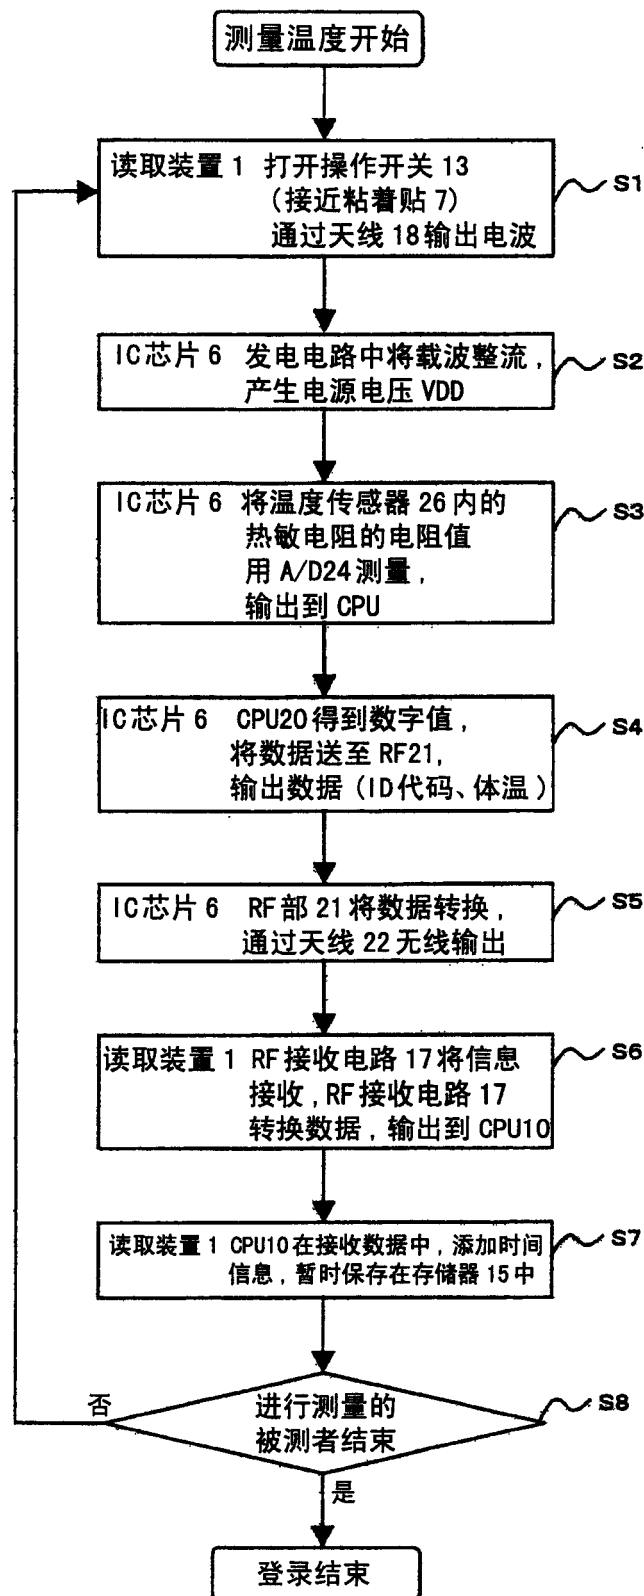 测量温度开始
读取装置 1 打开操作开关 13
(接近粘着贴 7)
通过天线 18 输出电波
S1
IC芯片 6 发电电路中将载波整流,
产生电源电压 VDD
S2
IC芯片 6 将温度传感器 26 内的
热敏电阻的电阻值
用 A/D24 测量,
输出到 CPU
S3
IC芯片 6 CPU20 得到数字值,
将数据送至 RF21,
输出数据 (ID代码、体温)
S4
IC芯片 6 RF部 21 将数据转换,
通过天线 22 无线输出
S5
读取装置 1 RF接收电路 17 将信息
接收, RF接收电路 17
转换数据, 输出到 CPU10
S6
读取装置 1 CPU10 在接收数据中, 添加时间
信息, 暂时保存在存储器 15 中
S7
否
进行测量的
被测者结束
S8
是
登录结束